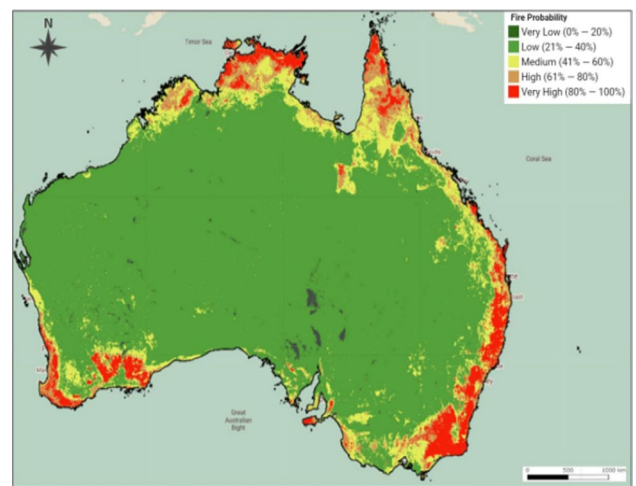 N
Timor Sea
Fire Probability
Very Low (0% — 20%)
Low (21% — 40%)
Medium (41% — 60%)
High (61% — 80%)
Very High (80% — 100%)
Coral Sea
Great
Australian
Bight
0 500 1000 km